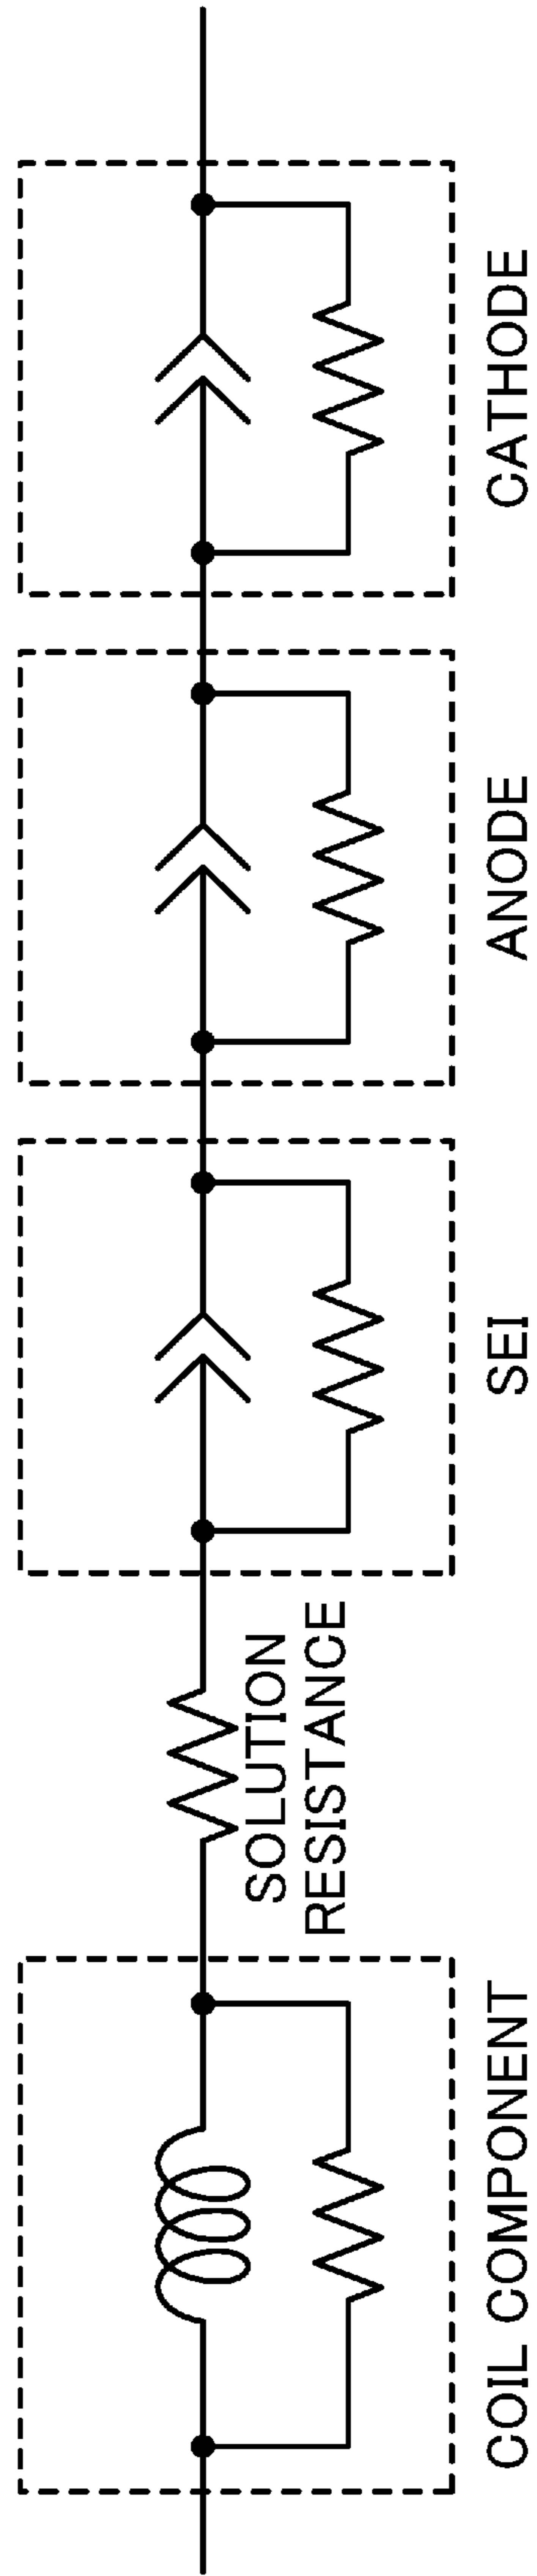 COIL COMPONENT
SOLUTION
RESISTANCE
SEI
ANODE
CATHODE